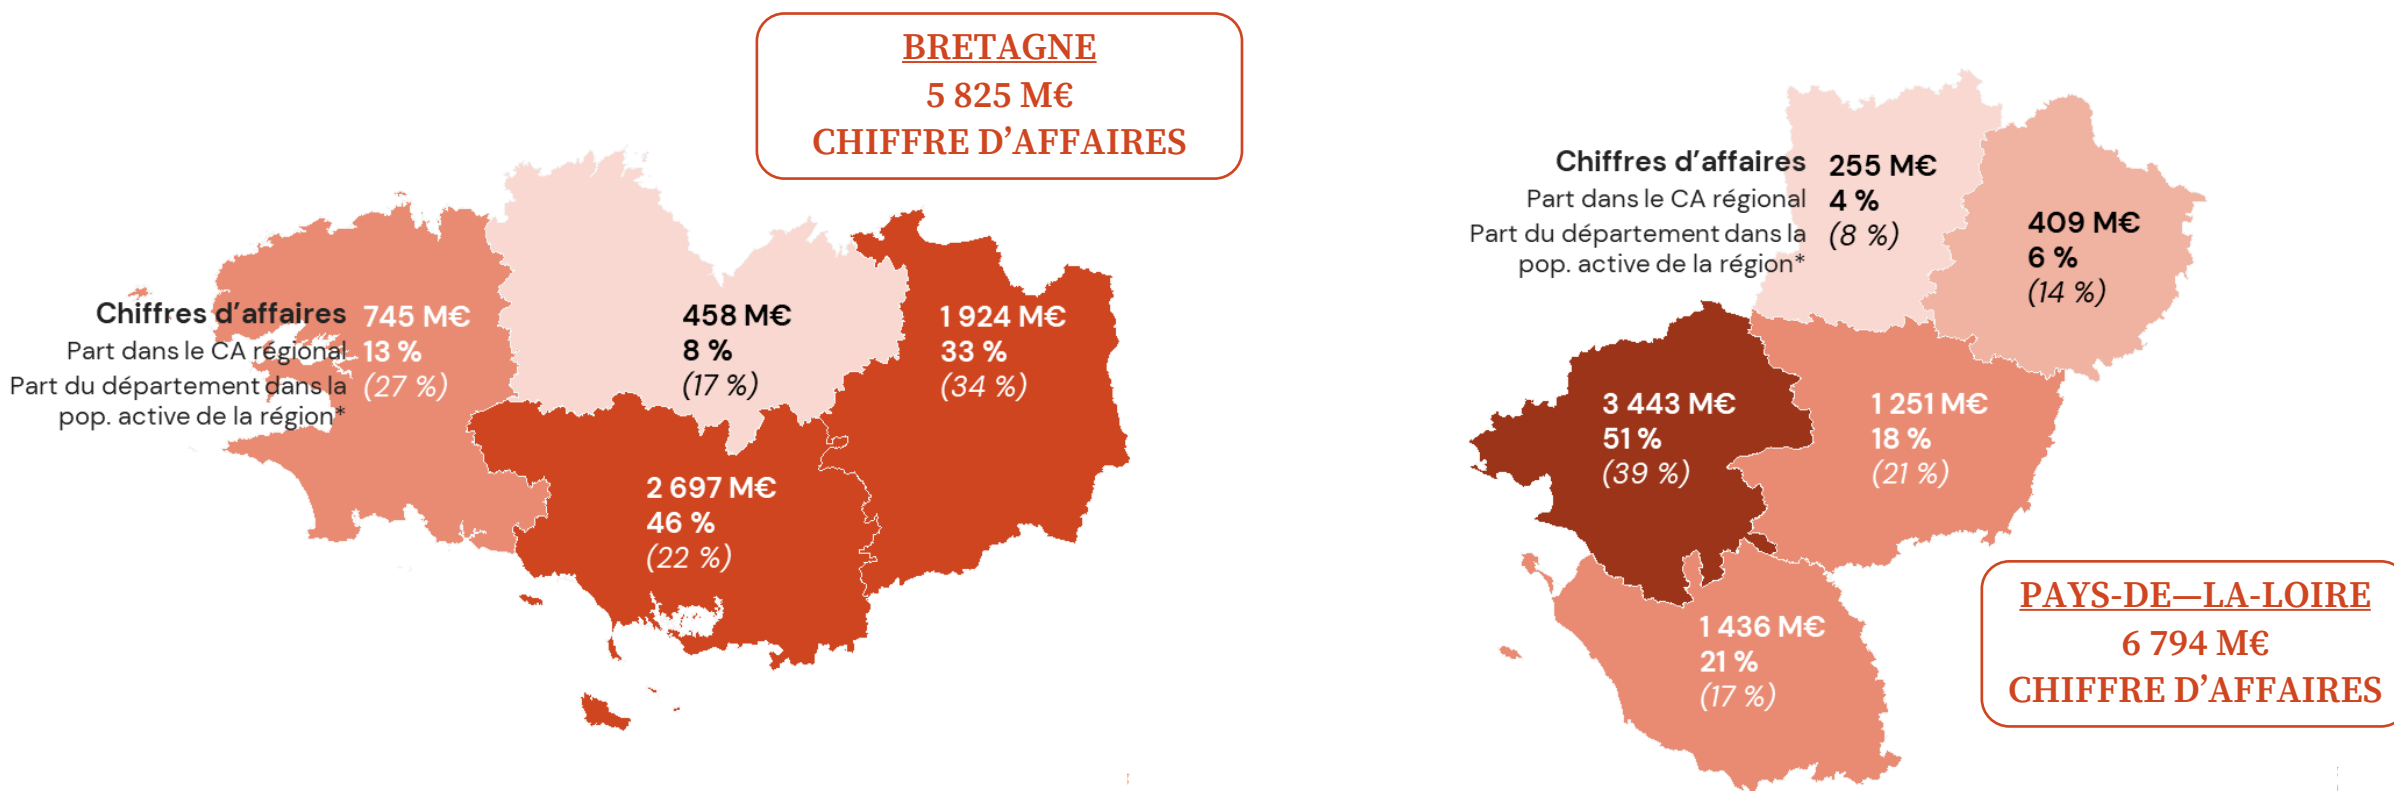 BRETAGNE
5 825 M€
CHIFFRE D’AFFAIRES
Chiffres d’affaires
Part dans le CA régional
Part du département dans la
pop. active de la région*
745 M€
13 %
(27 %)
458 M€
8 %
(17 %)
1 924 M€
33 %
(34 %)
2 697 M€
46 %
(22 %)
Chiffres d’affaires
Part dans le CA régional
Part du département dans la
pop. active de la région*
255 M€
4 %
(8 %)
409 M€
6 %
(14 %)
3 443 M€
51 %
(39 %)
1 251 M€
18 %
(21 %)
1 436 M€
21 %
(17 %)
PAYS-DE—LA-LOIRE
6 794 M€
CHIFFRE D’AFFAIRES